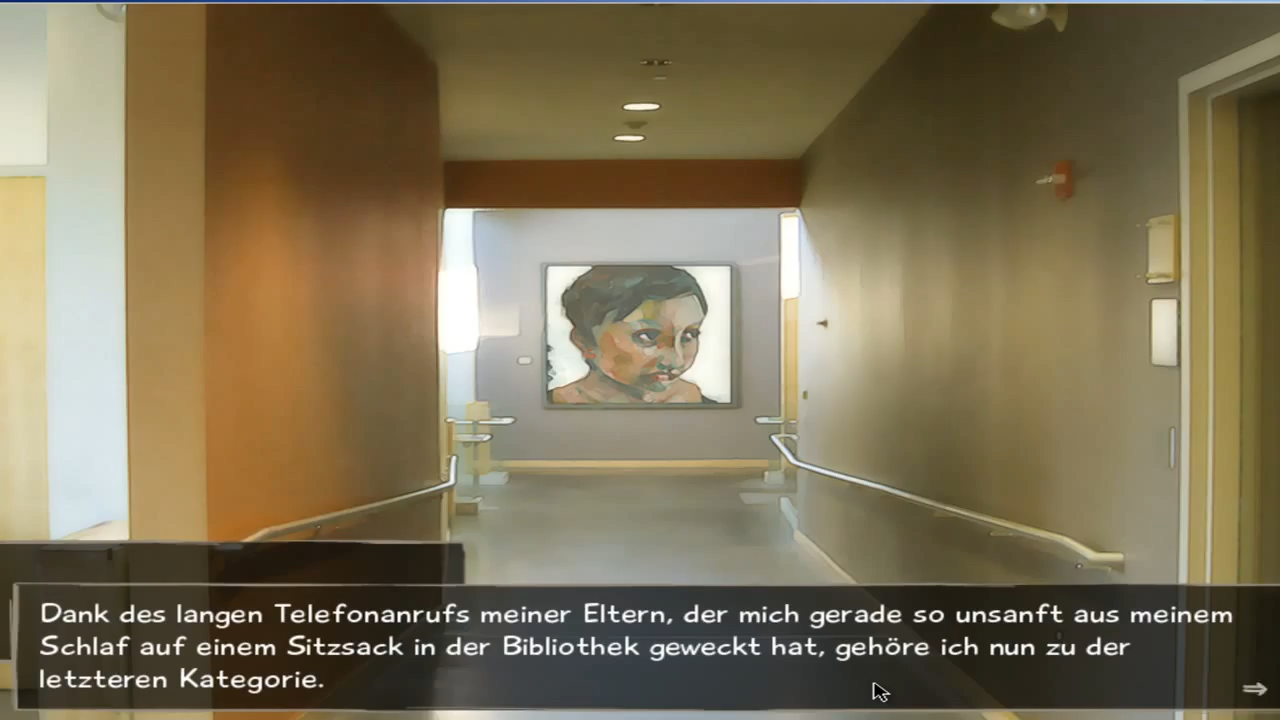 Dank des langen Telefonanrufs meiner Eltern, der mich gerade so unsanft aus meinem
Schlaf auf einem Sitzsack in der Bibliothek geweckt hat, gehöre ich nun zu der
letzteren Kategorie.